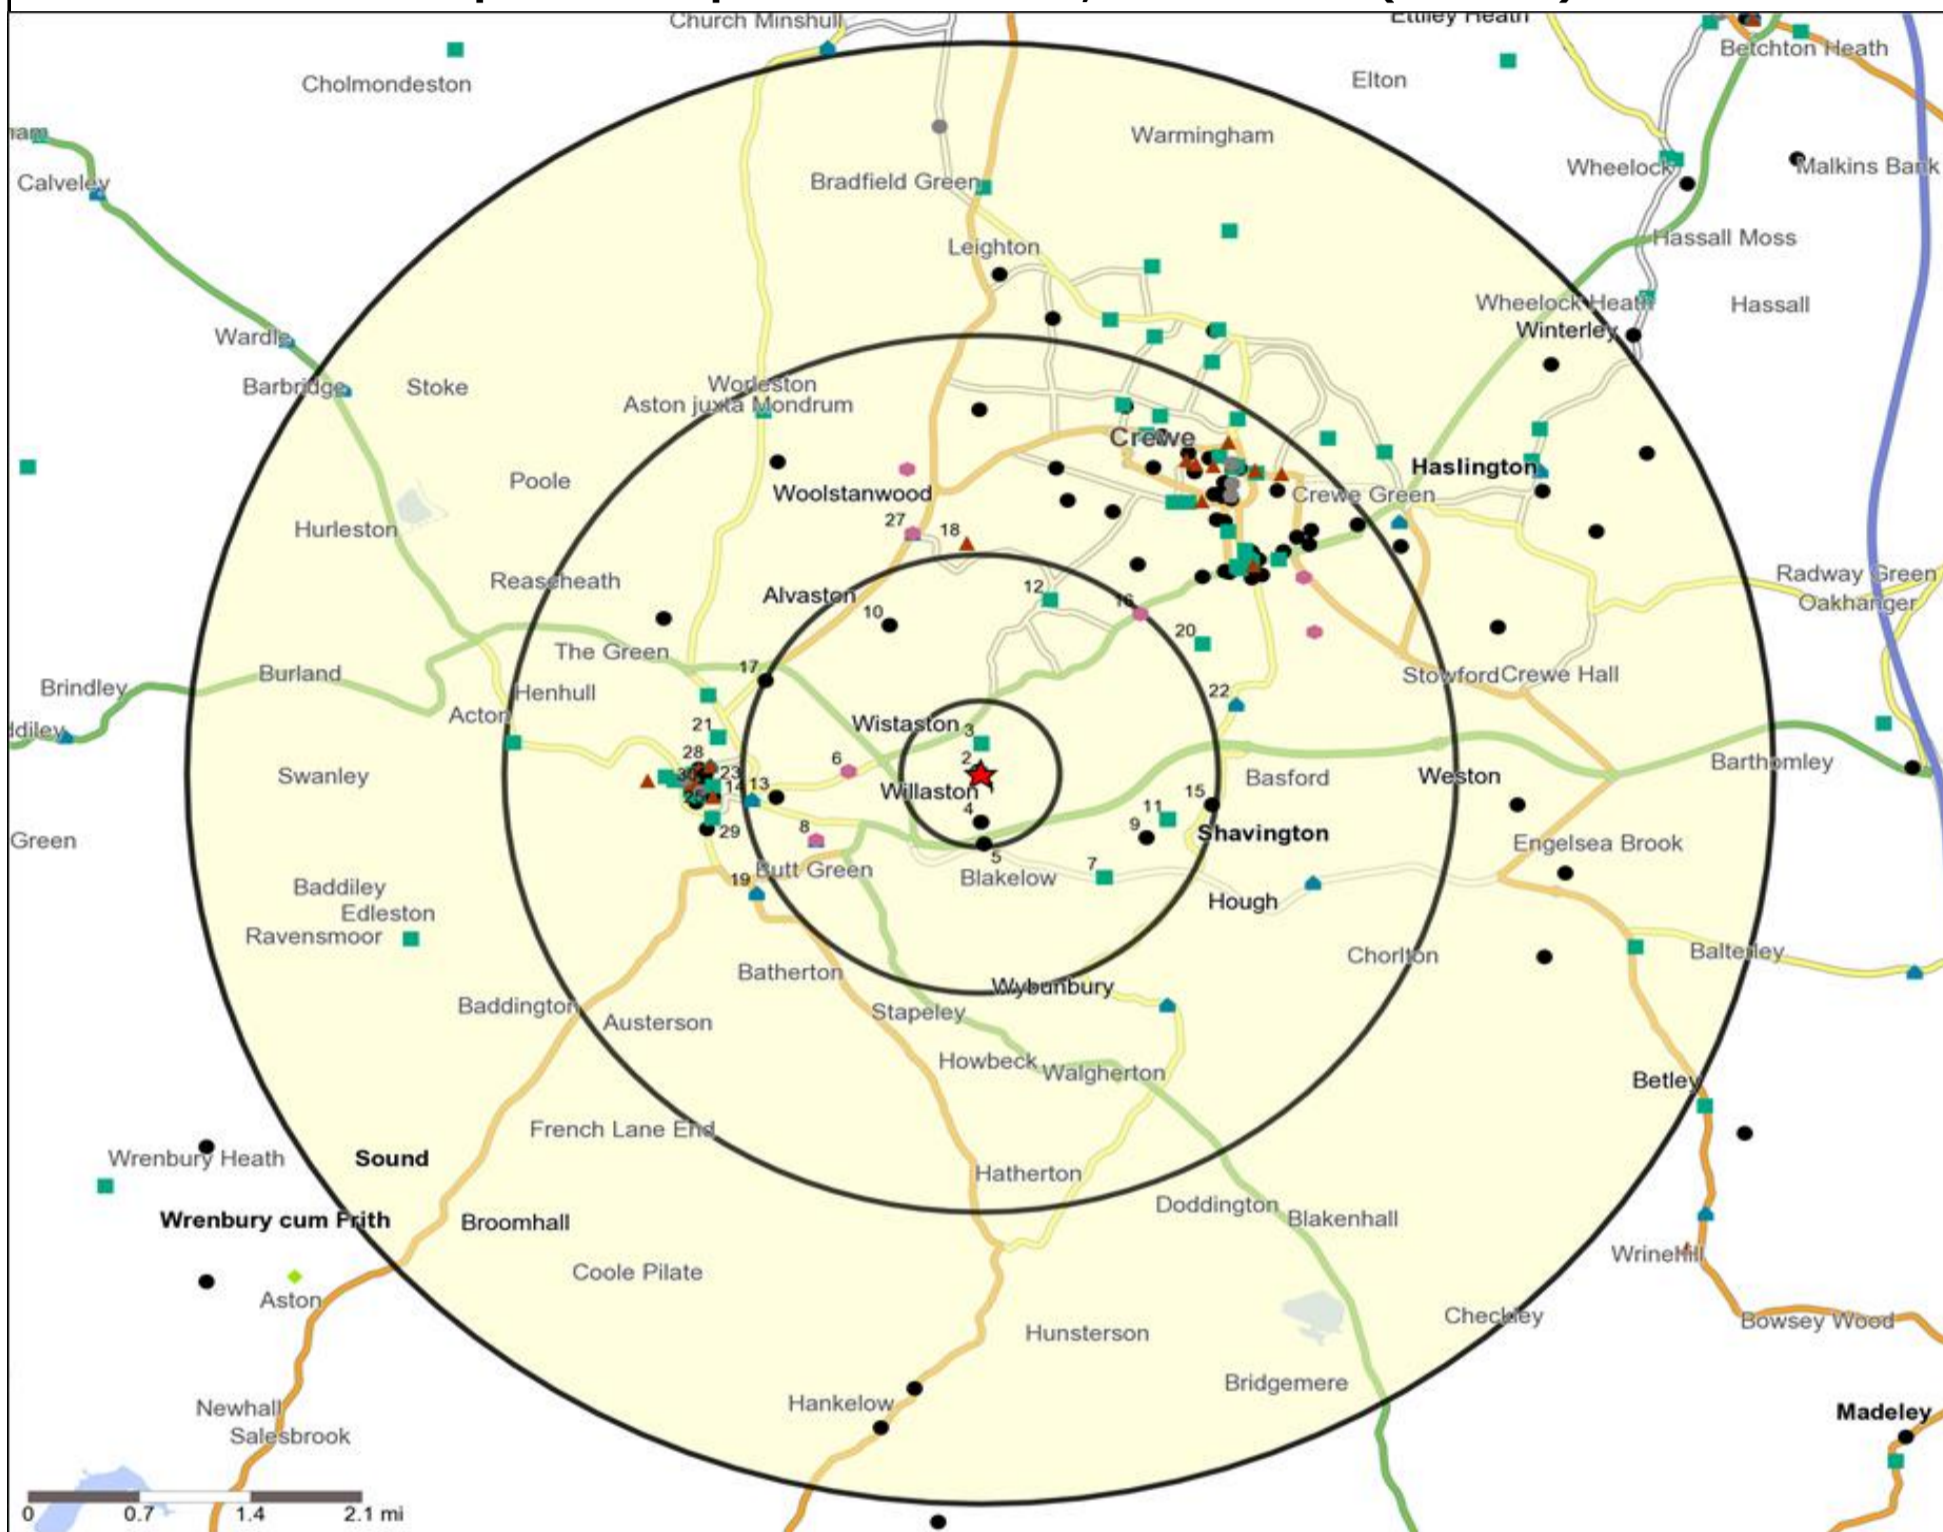 Church Minshull
Ettiley Heath
Betchton Heath
Cholmondeston
Elton
Warmingham
Wheelock
Malkins Bank
Calveley
Bradfield Green
Leighton
Hassall Moss
Wheelock Heath
Hassall
Winterley
Wardle
Barbridge
Stoke
Worleston
Aston juxta Mondrum
Crewe
Haslington
Poole
Woolstanwood
Crewe Green
27
18
Hurleston
Reaseheath
Alvaston
12
16
10
Radway Green
Oakhanger
20
The Green
17
Burland
Stowford
Crewe Hall
Brindley
Henhull
22
Acton
Wistaston
3
21
28
2
6
23
Swanley
Basford
Weston
Barthomley
14
13
Willaston
1
15
25
4
11
9
8
29
Shavington
Green
5
7
Engelsea Brook
Butt Green
Blakelow
19
Baddiley
Hough
Edleston
Ravensmoor
Chorlton
Balterley
Batherton
Wybunbury
Baddington
Stapeley
Austerson
Howbeck
Walgherton
Betley
French Lane End
Wrenbury Heath
Sound
Hatherton
Doddington
Blakenhall
Wrenbury cum Frith
Broomhall
Wrinehill
Coole Pilate
Aston
Checkley
Bowsey Wood
Hunsterson
Bridgemere
Hankelow
Newhall
Madeley
Salesbrook
0 0.7 1.4 2.1 mi